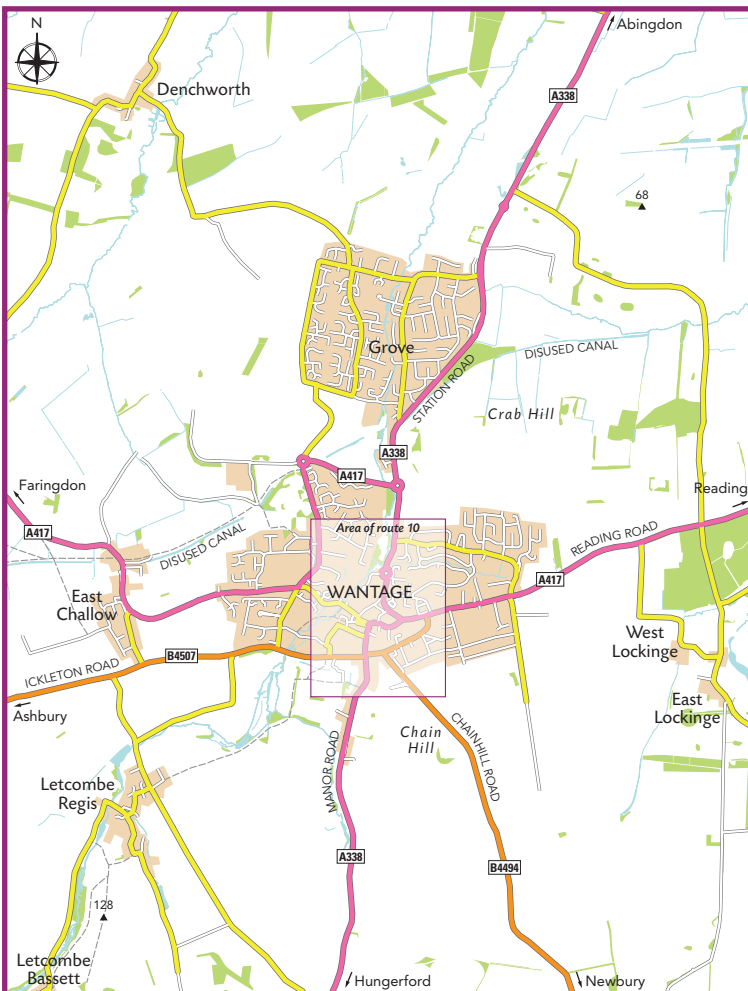 N
Abingdon
Denchworth
A338
68
Grove
STATION ROAD
DISUSED CANAL
Crab Hill
A338
A417
Faringdon
Reading
A417
DISUSED CANAL
Area of route 10
READING ROAD
A417
East
Challow
WANTAGE
West
Lockinge
B4507
ICKLETON ROAD
East
Lockinge
Ashbury
Chain
Hill
CHAINHILL ROAD
MANOR ROAD
Letcombe
Regis
A338
B4494
128
Letcombe
Bassett
Hungerford
Newbury